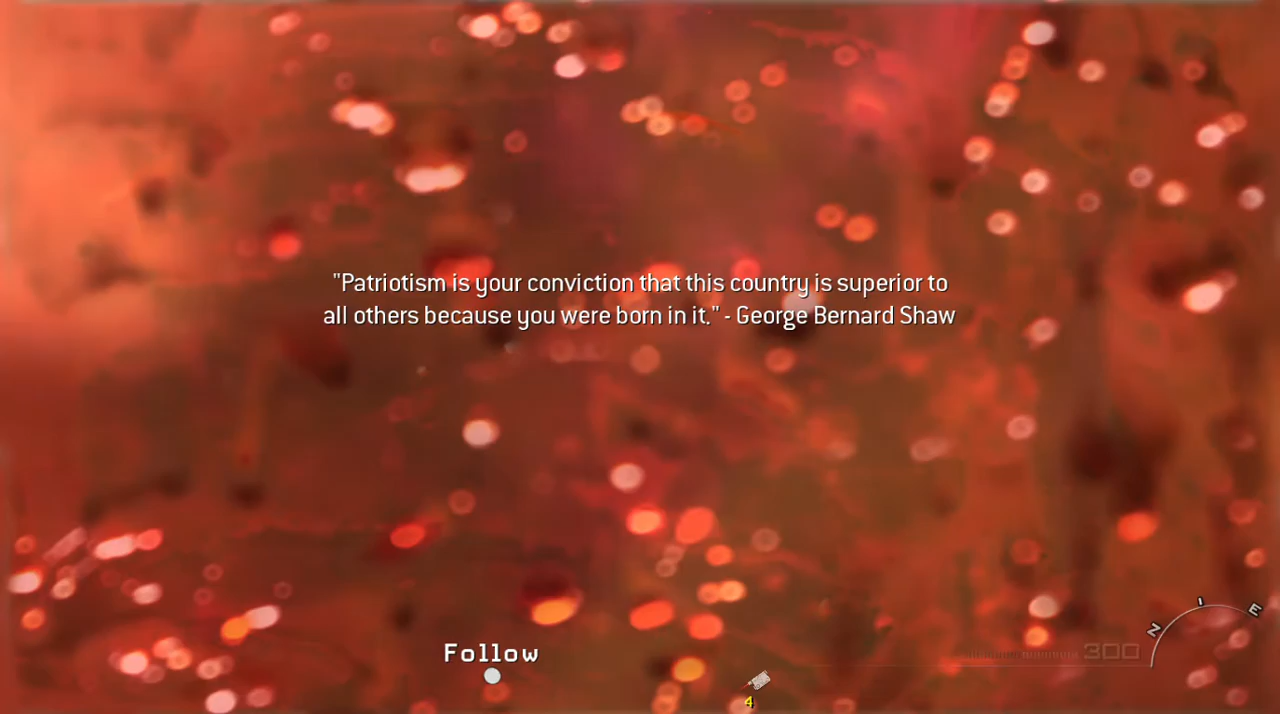 "Patriotism is your conviction that this country is superior to
all others because you were born in it." - George Bernard Shaw
Follow
4
300
N
E